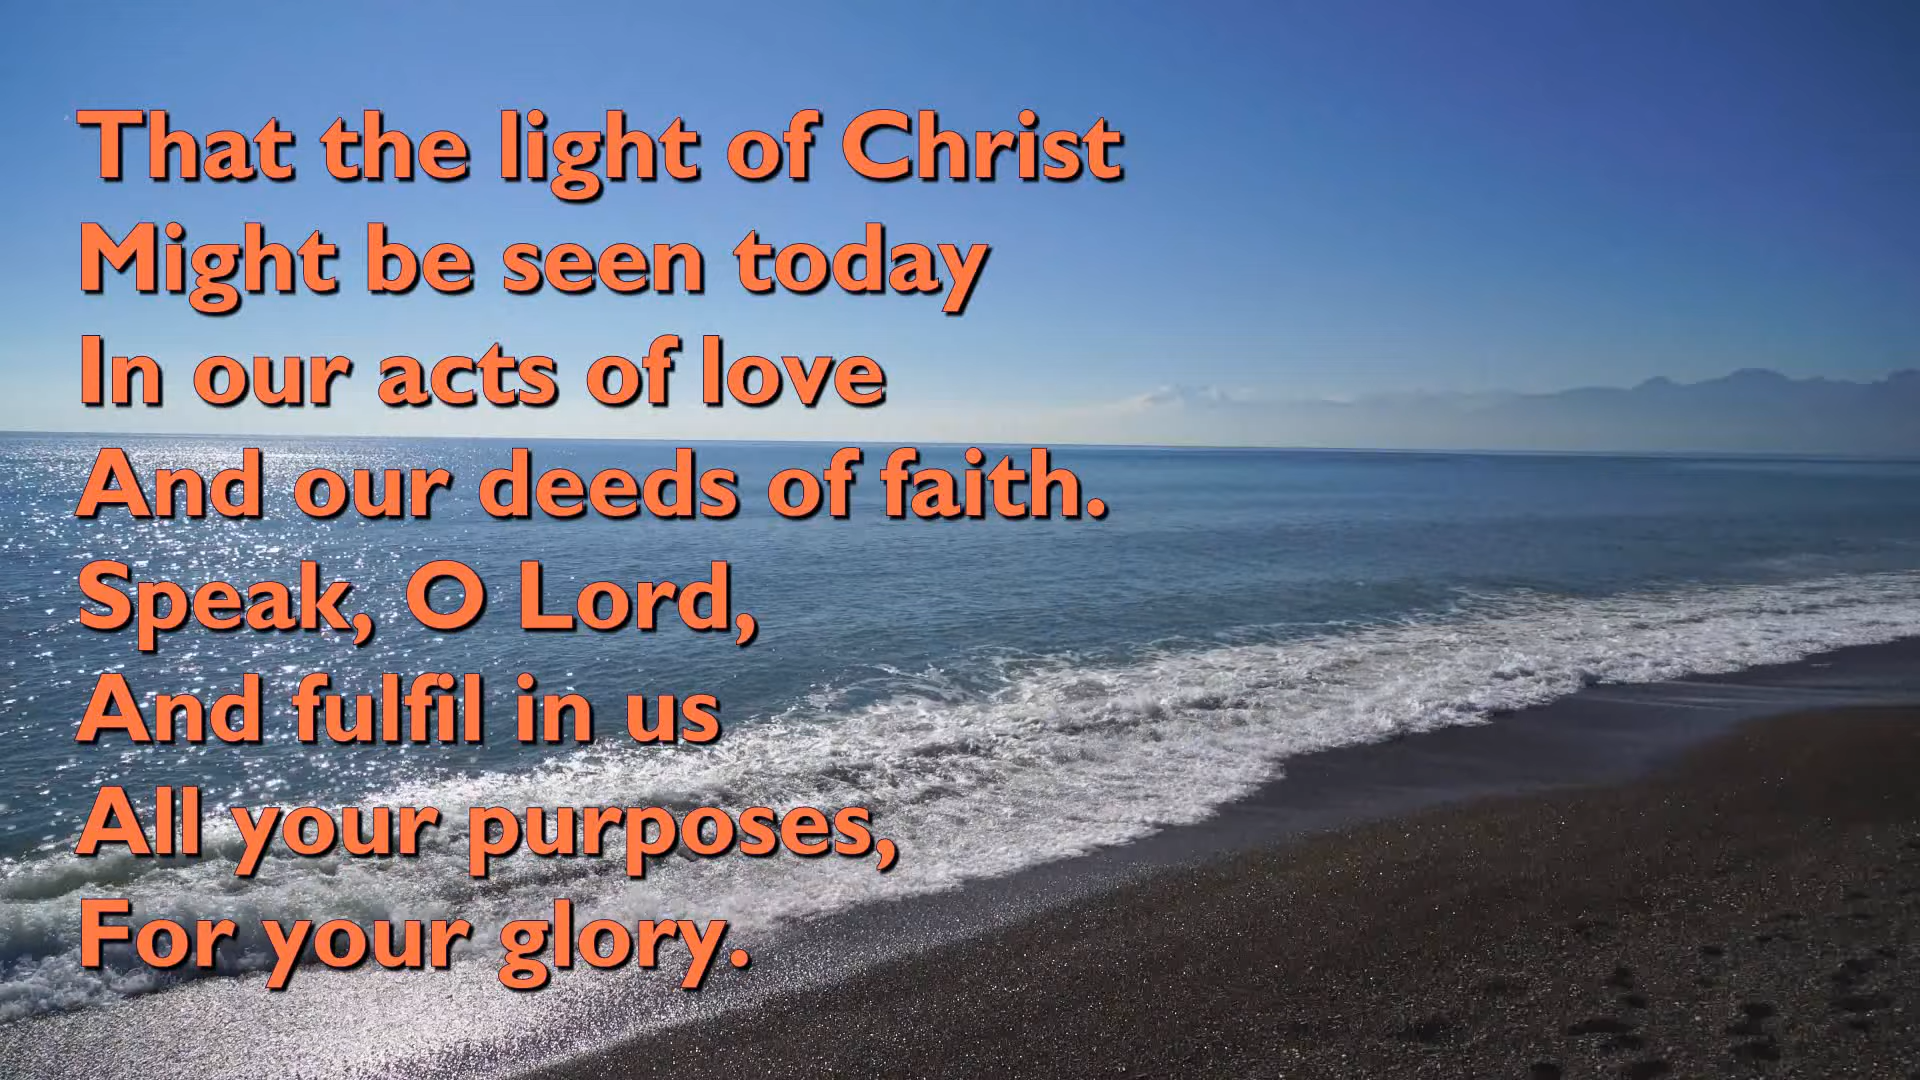 That the light of Christ
Might be seen today
In our acts of love
And our deeds of faith.
Speak, O Lord,
And fulfil in us
All your purposes,
For your glory.